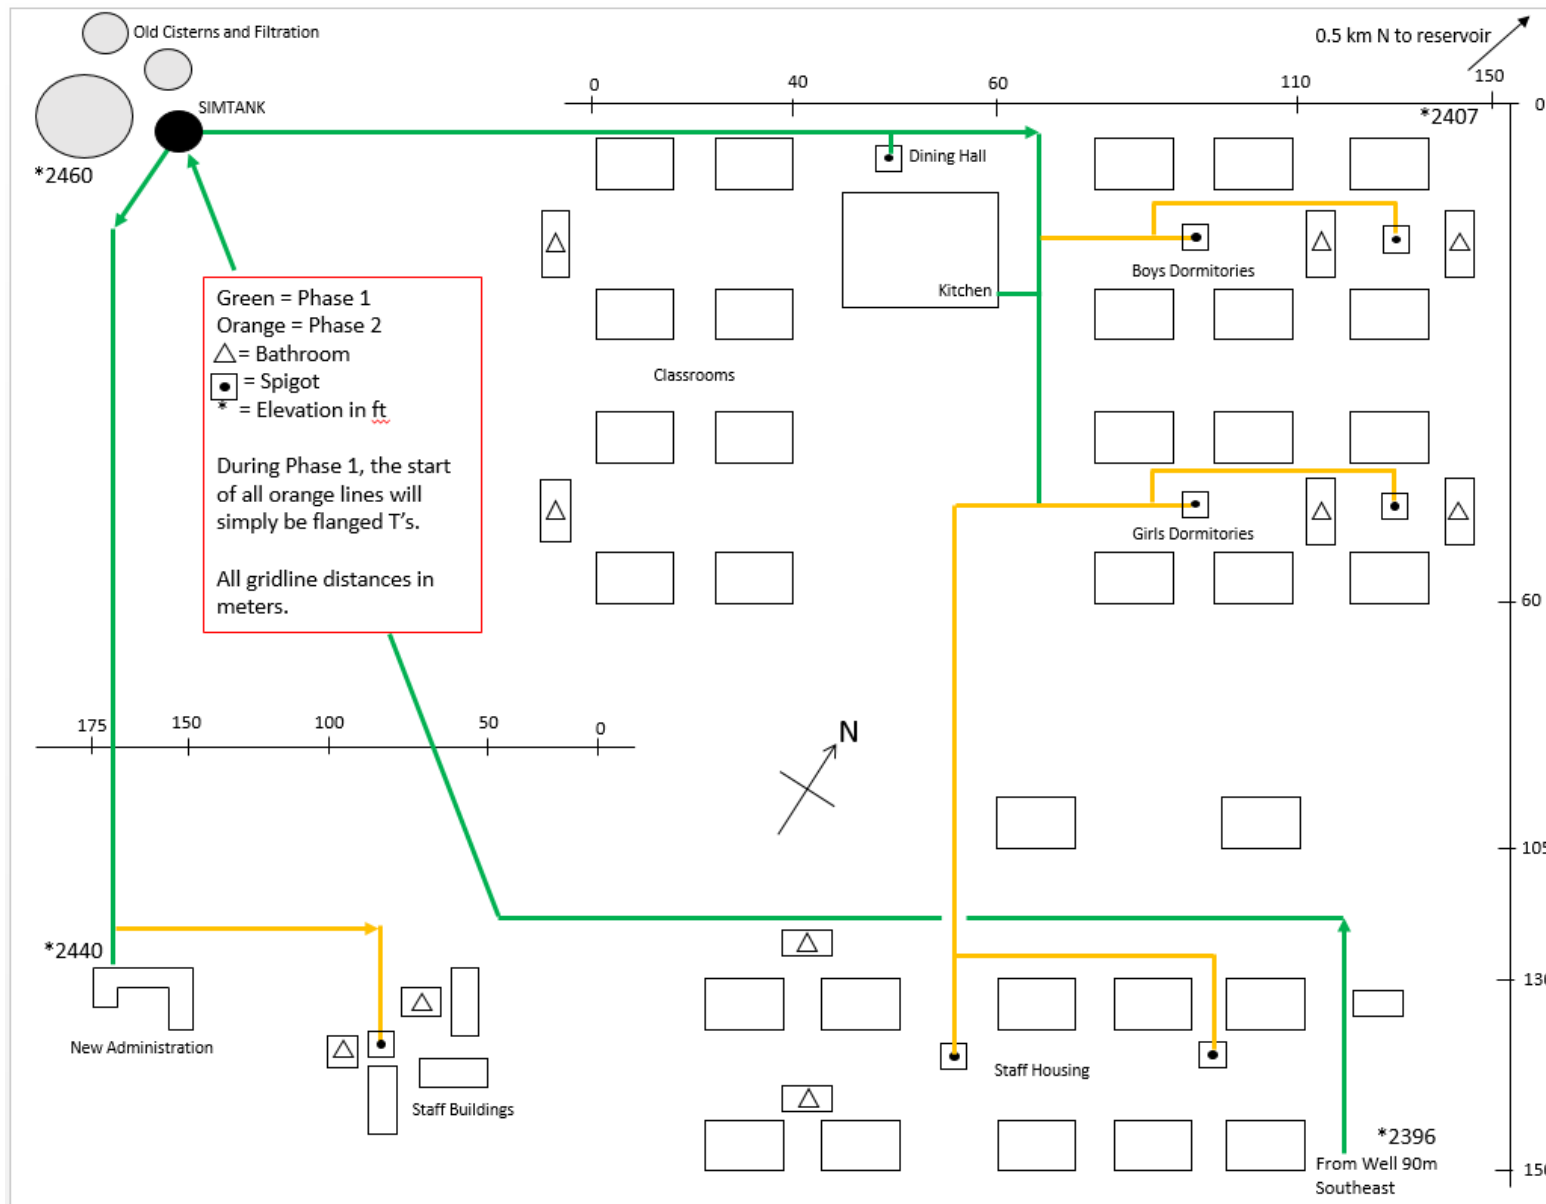 Old Cisterns and Filtration
0.5 km N to reservoir
SIMTANK
0
40
60
110
150
0
*2407
*2460
Dining Hall
Boys Dormitories
Kitchen
Green = Phase 1
Orange = Phase 2
= Bathroom
= Spigot
* = Elevation in ft
During Phase 1, the start
of all orange lines will
simply be flanged T's.
All gridline distances in
meters.
Classrooms
Girls Dormitories
60
175
150
100
50
0
N
105
*2440
130
New Administration
Staff Buildings
Staff Housing
*2396
From Well 90m
Southeast
150